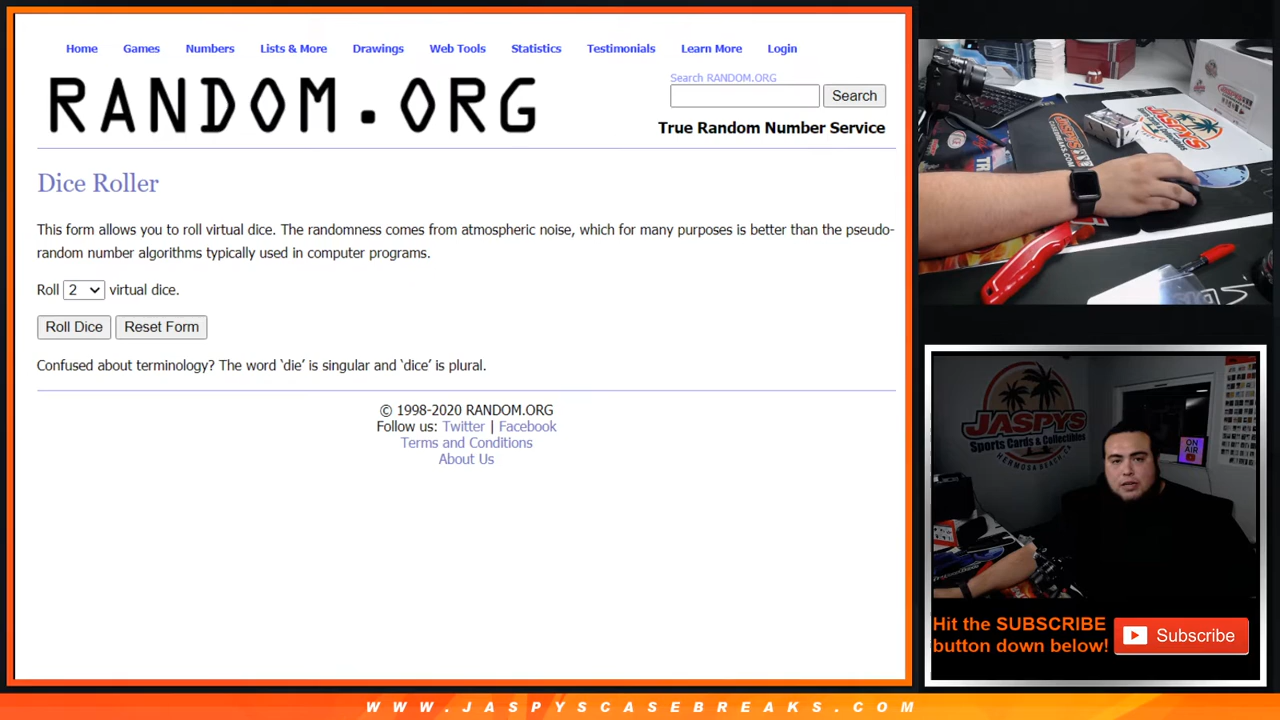 Home Games Numbers Lists & More Drawings Web Tools Statistics Testimonials Learn More Login
RANDOM.ORG
Search RANDOM.ORG
Search
True Random Number Service
Dice Roller
This form allows you to roll virtual dice. The randomness comes from atmospheric noise, which for many purposes is better than the pseudo-
random number algorithms typically used in computer programs.
Roll 2 virtual dice.
Roll Dice Reset Form
Confused about terminology? The word ‘die’ is singular and ‘dice’ is plural.
© 1998-2020 RANDOM.ORG
Follow us: Twitter | Facebook
Terms and Conditions
About Us
JASPYS
Sports Cards & Collectibles
HERMOSA BEACH, CA
ON
AIR
Hit the SUBSCRIBE
button down below!
Subscribe
WWW.JASPYSCASEBREAKS.COM